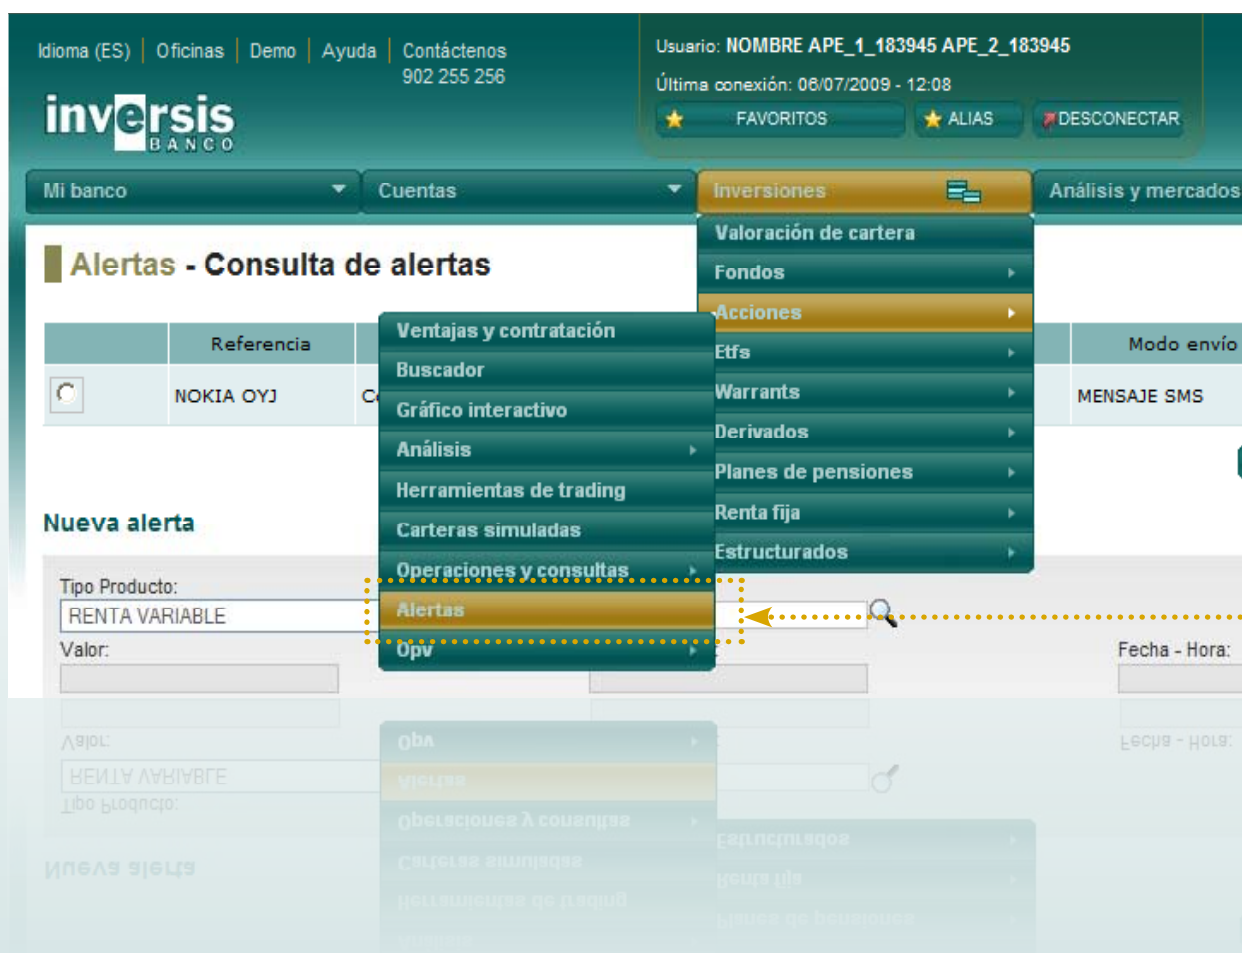 Idioma (ES) Oficinas Demo Ayuda Contáctenos
902 255 256
Usuario: NOMBRE APE_1_183945 APE_2_183945
Última conexión: 06/07/2009 - 12:08
FAVORITOS ALIAS DESCONECTAR
inversis
BANCO
Mi banco Cuentas Inversiones Análisis y mercados
Alertas - Consulta de alertas
Valoración de cartera
Fondos
Acciones
Etfs
Warrants
Derivados
Planes de pensiones
Renta fija
Estructurados
Ventajas y contratación
Buscador
Gráfico interactivo
Análisis
Herramientas de trading
Carteras simuladas
Operaciones y consultas
Alertas
Opv
Referencia Modo envío
NOKIA OYJ MENSAJE SMS
Nueva alerta
Tipo Producto:
RENTA VARIABLE
Valor: Fecha - Hora: